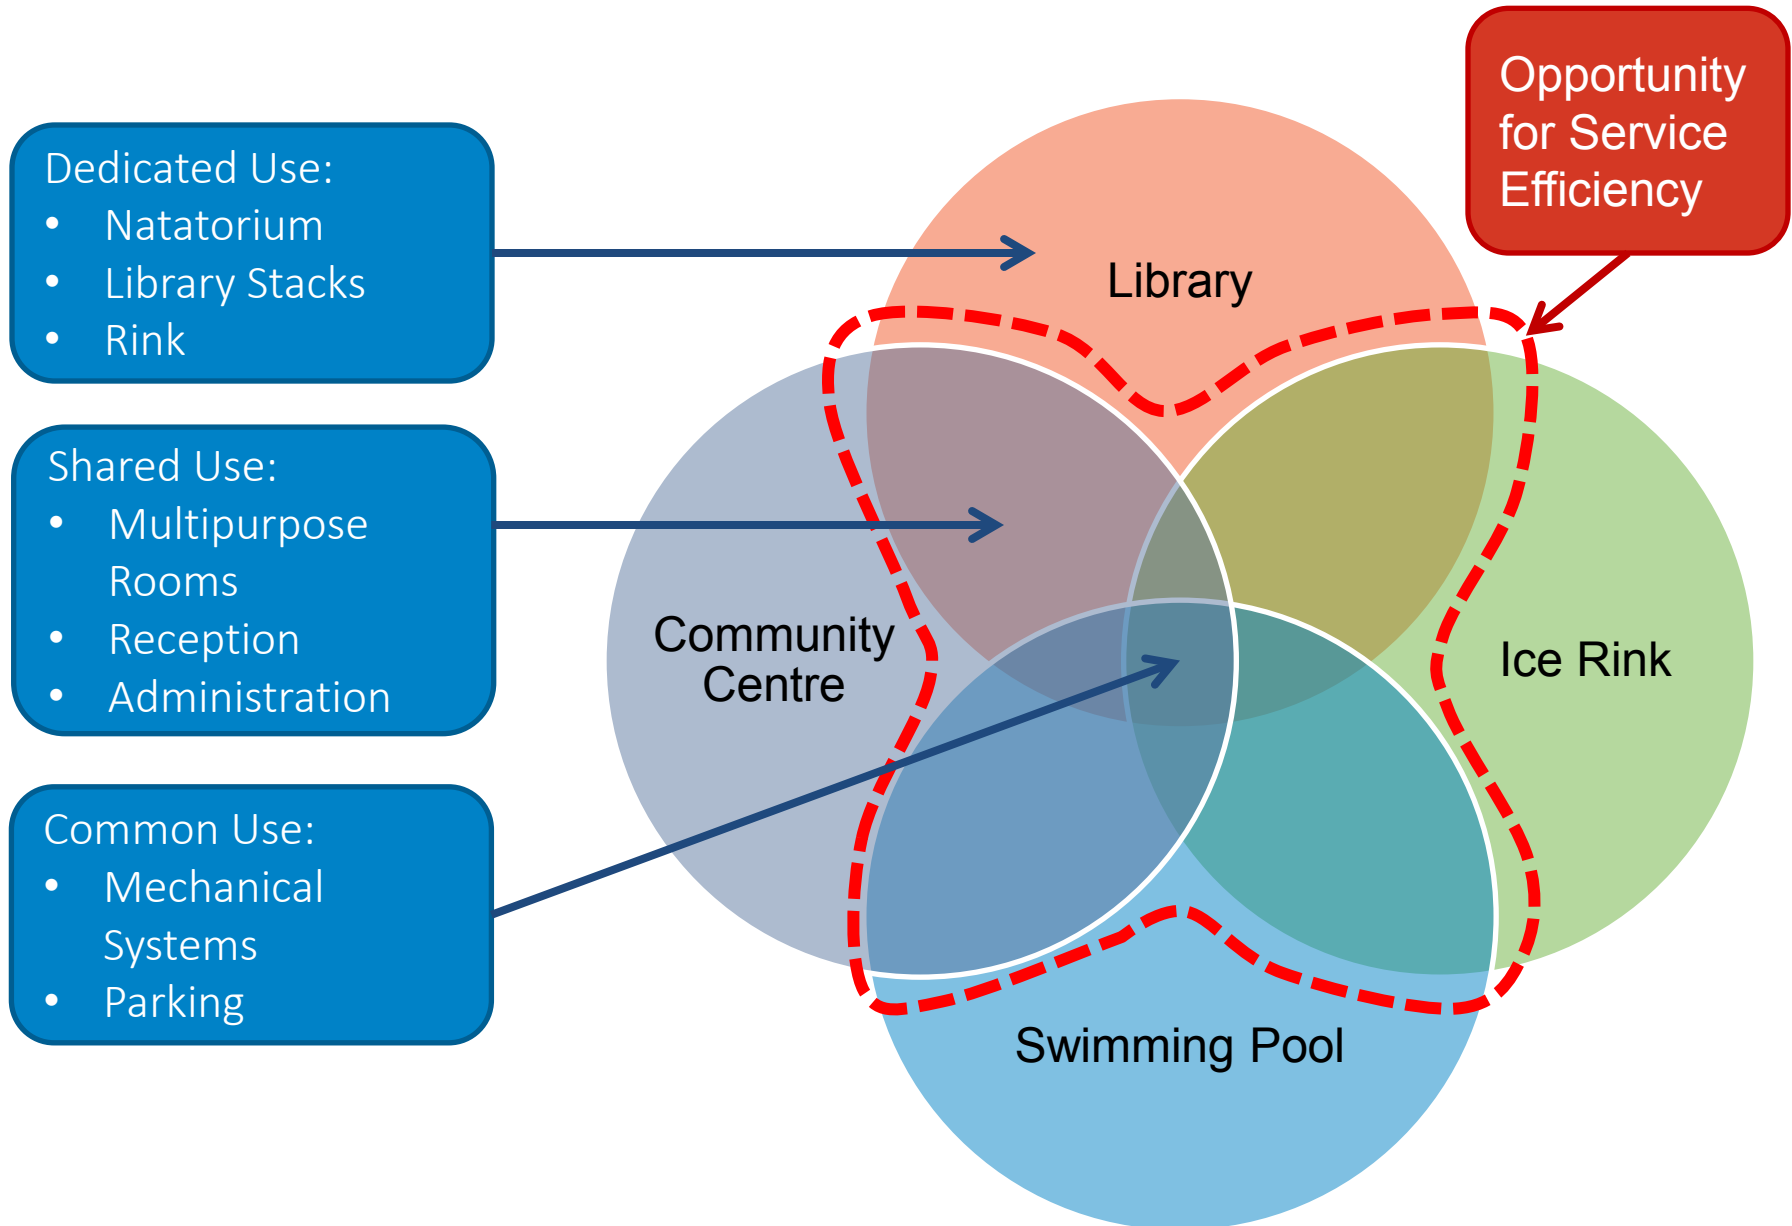 Opportunity
for Service
Efficiency
Dedicated Use:
• Natatorium
• Library Stacks
• Rink
Library
Shared Use:
• Multipurpose
Rooms
• Reception
• Administration
Community
Centre
Ice Rink
Common Use:
• Mechanical
Systems
• Parking
Swimming Pool